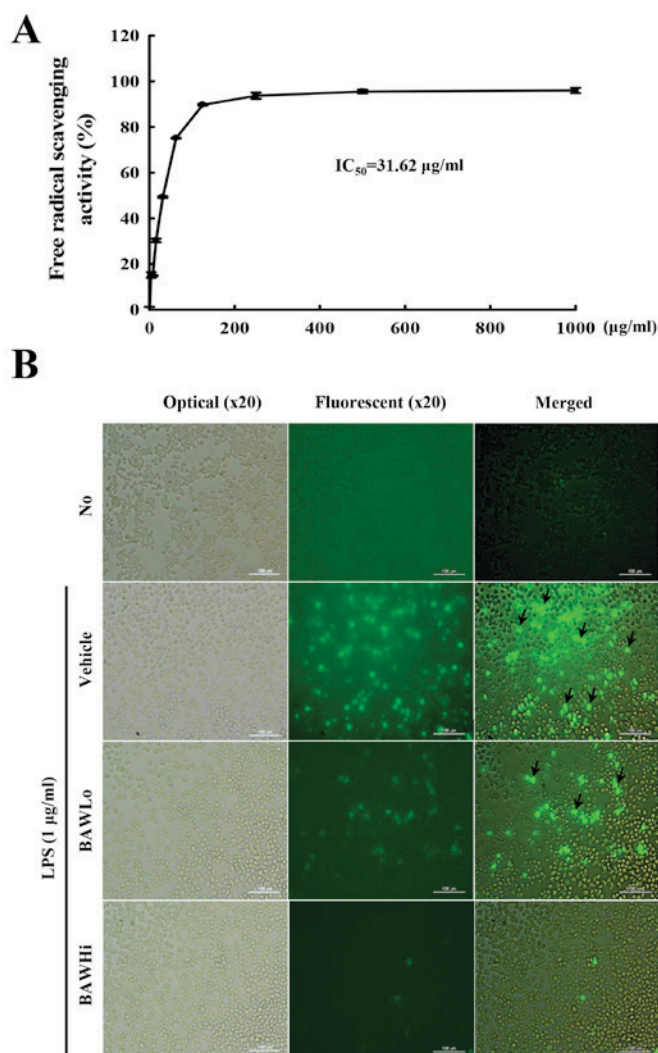 A
120
100
80
60
40
20
0
Free radical scavenging
activity (%)
IC50=31.62 µg/ml
0 200 400 600 800 1000 (µg/ml)
B
Optical (x20) Fluorescent (x20) Merged
No
Vehicle
BAWLo
BAWHi
LPS (1 µg/ml)